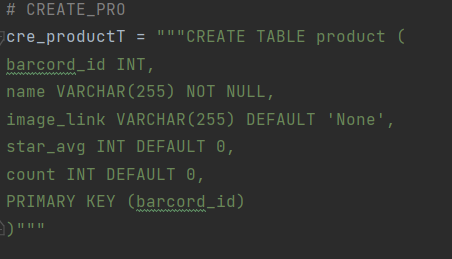 # CREATE_PRO
cre_productT = """CREATE TABLE product (
barcord_id INT,
name VARCHAR(255) NOT NULL,
image_link VARCHAR(255) DEFAULT 'None',
star_avg INT DEFAULT 0,
count INT DEFAULT 0,
PRIMARY KEY (barcord_id)
)"""